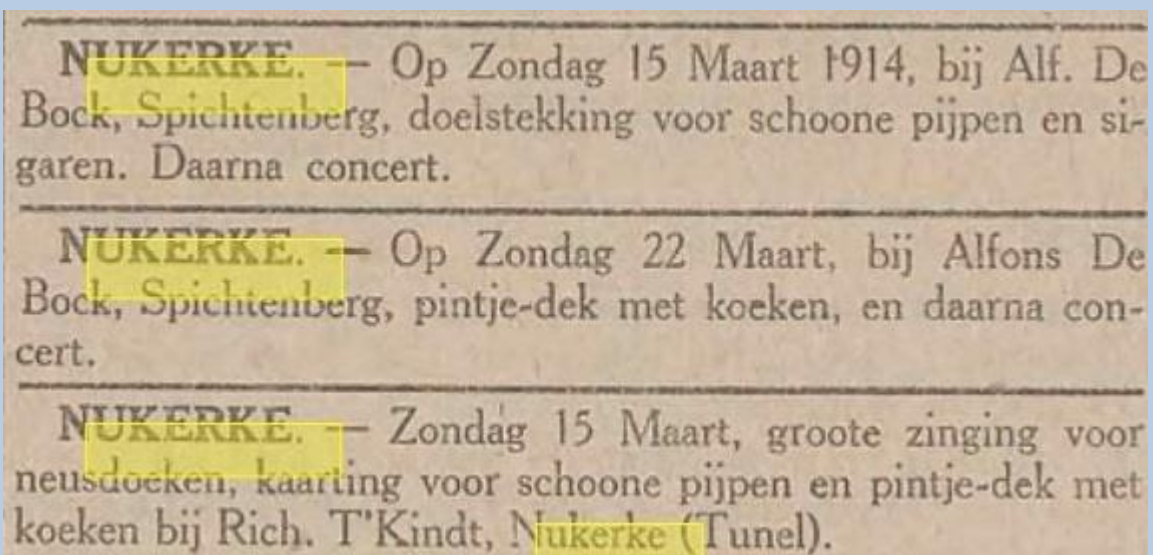 NUKERKE. — Op Zondag 15 Maart 1914, bij Alf. De
Bock, Spichtenberg, doelstekking voor schoone pijpen en si-
garen. Daarna concert.
NUKERKE. — Op Zondag 22 Maart, bij Alfons De
Bock, Spichtenberg, pintje-dek met koeken, en daarna con-
cert.
NUKERKE. — Zondag 15 Maart, groote zinging voor
neusdoeken, kaarting voor schoone pijpen en pintje-dek met
koeken bij Rich. T'Kindt, Nukerke (Tunel).